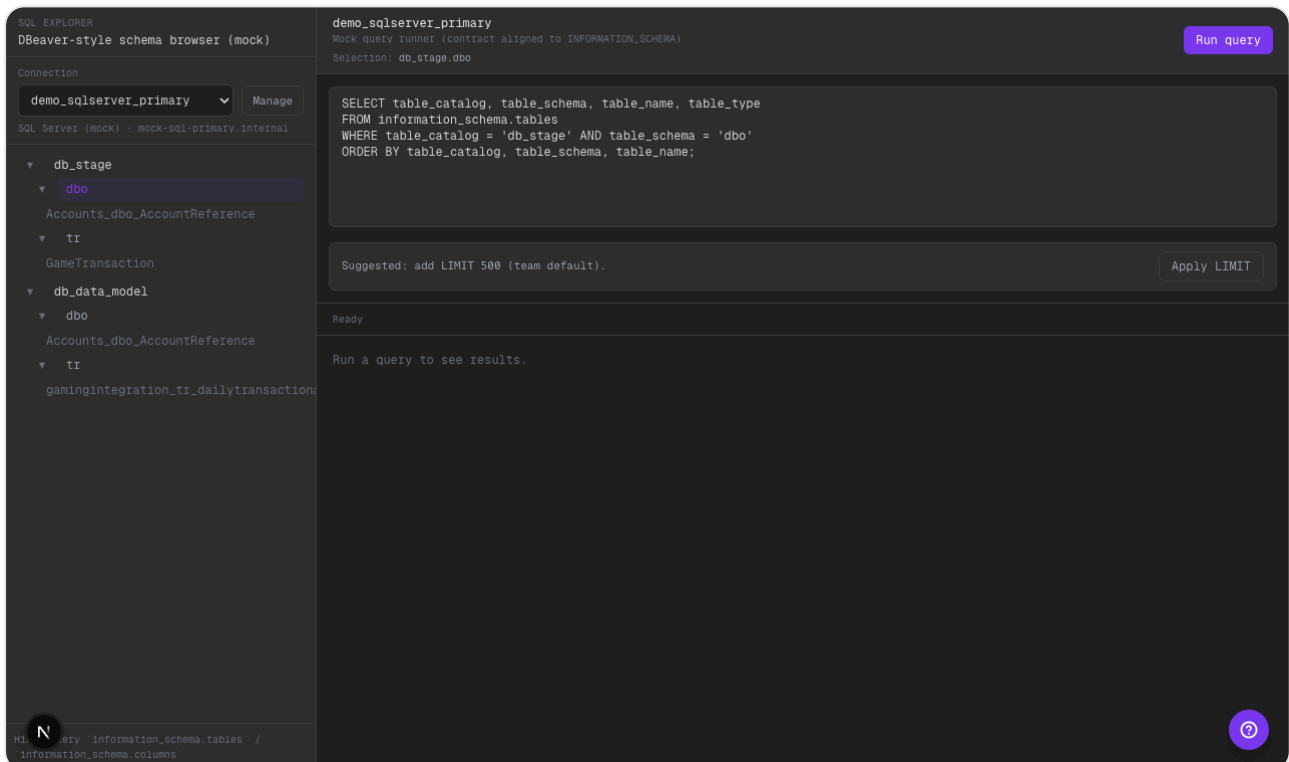 SQL EXPLORER
DBeaver-style schema browser (mock)
Connection
demo_sqlserver_primary
Manage
SQL Server (mock) · mock-sql-primary.internal
▾ db_stage
▾ dbo
Accounts_dbo_AccountReference
▾ tr
GameTransaction
▾ db_data_model
▾ dbo
Accounts_dbo_AccountReference
▾ tr
gamingintegration_tr_dailytransactiona
`information_schema.tables /
`information_schema.columns`
N
demo_sqlserver_primary
Mock query runner (contract aligned to INFORMATION_SCHEMA)
Selection: db_stage.dbo
Run query
SELECT table_catalog, table_schema, table_name, table_type
FROM information_schema.tables
WHERE table_catalog = 'db_stage' AND table_schema = 'dbo'
ORDER BY table_catalog, table_schema, table_name;
Suggested: add LIMIT 500 (team default).
Apply LIMIT
Ready
Run a query to see results.
?